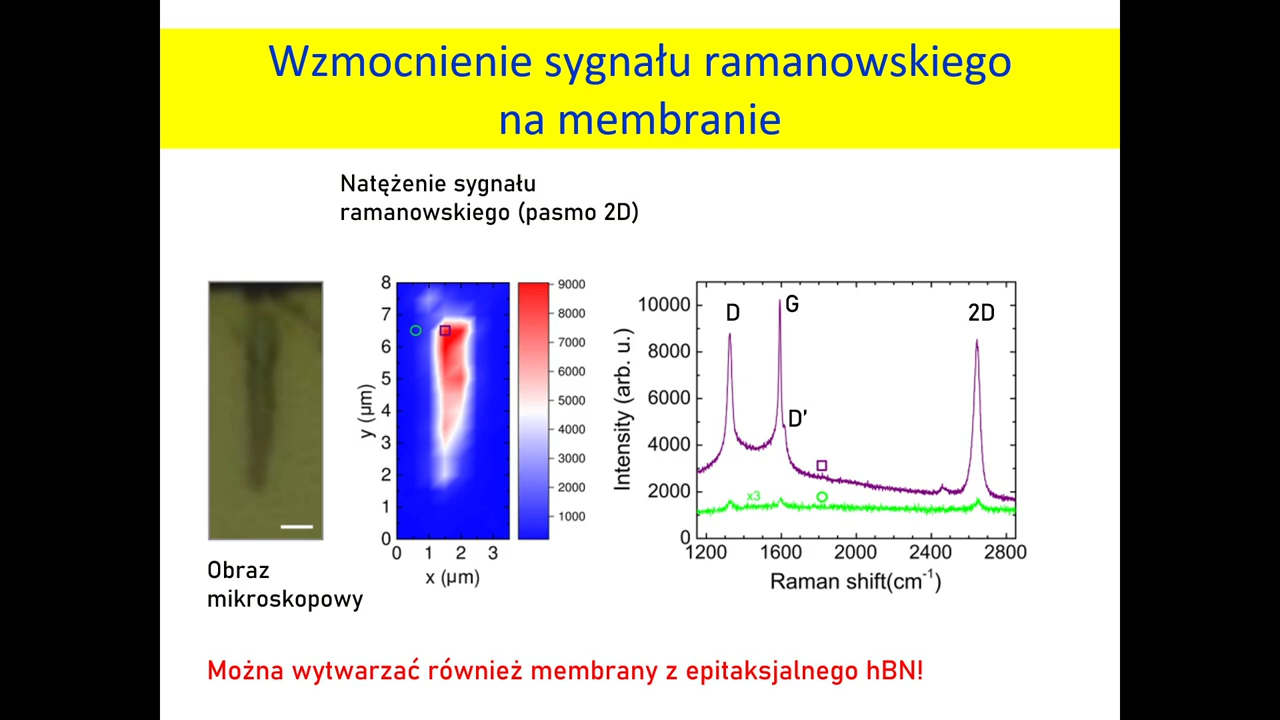 Wzmocnienie sygnału ramanowskiego
na membranie
Natężenie sygnału
ramanowskiego (pasmo 2D)
8
7
6
5
4
3
2
1
0
y (µm)
0 1 2 3
x (µm)
9000
8000
7000
6000
5000
4000
3000
2000
1000
Intensity (arb. u.)
10000
8000
6000
4000
2000
0
D
G
D’
2D
x3
1200 1600 2000 2400 2800
Raman shift(cm⁻¹)
Obraz
mikroskopowy
Można wytwarzać również membrany z epitaksjalnego hBN!